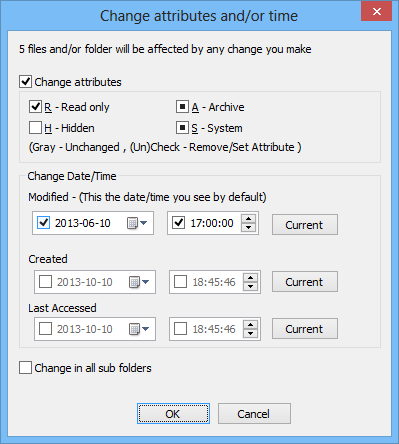 Change attributes and/or time
5 files and/or folder will be affected by any change you make
Change attributes
R - Read only
A - Archive
H - Hidden
S - System
(Gray - Unchanged , (Un)Check - Remove/Set Attribute )
Change Date/Time
Modified - (This the date/time you see by default)
2013-06-10 17:00:00 Current
Created
2013-10-10 18:45:46 Current
Last Accessed
2013-10-10 18:45:46 Current
Change in all sub folders
OK Cancel